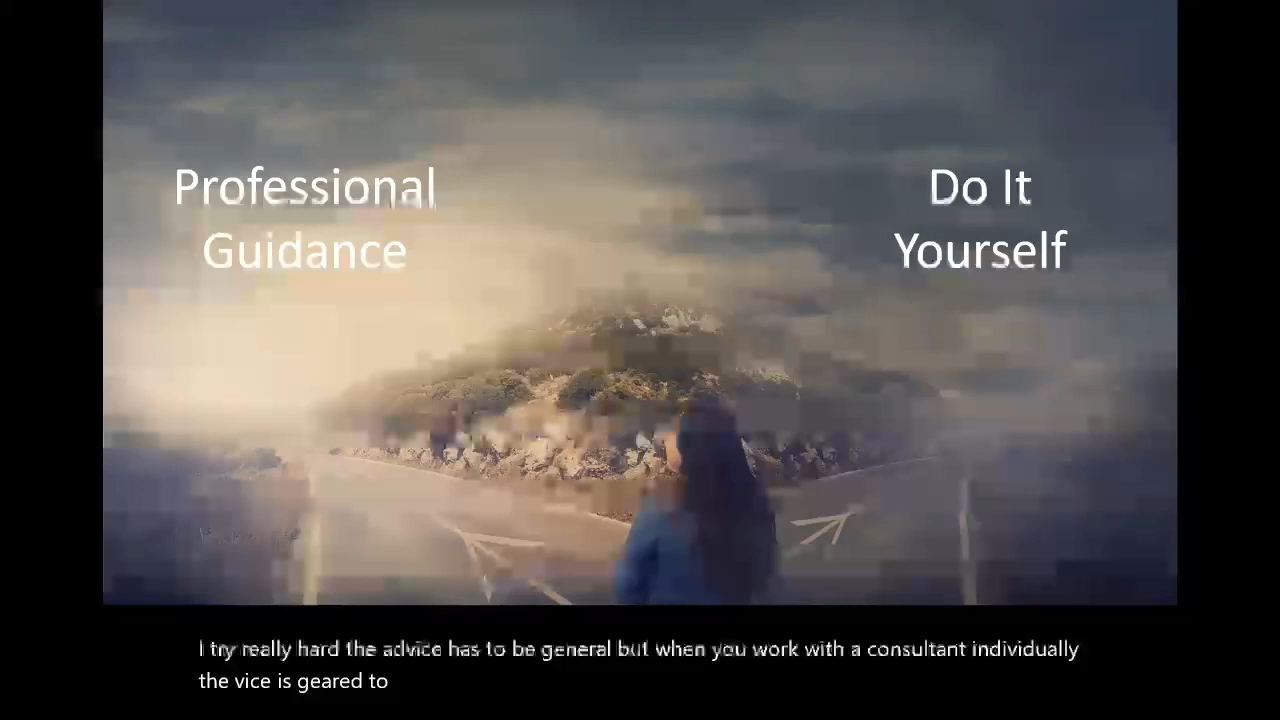 Professional
Guidance
Do It
Yourself
I try really hard the advice has to be general but when you work with a consultant individually
the vice is geared to